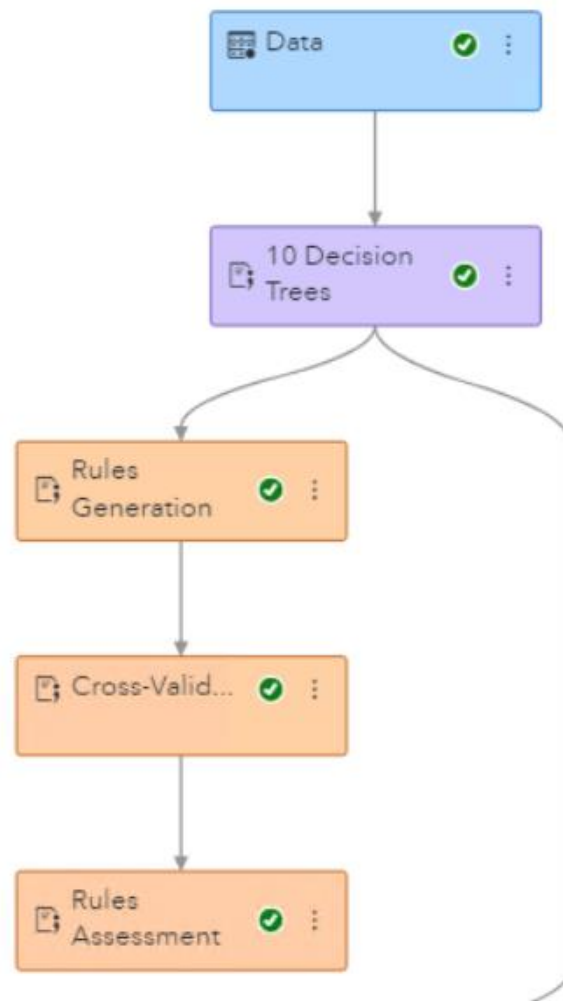 Data
10 Decision
Trees
Rules
Generation
Cross-Valid...
Rules
Assessment